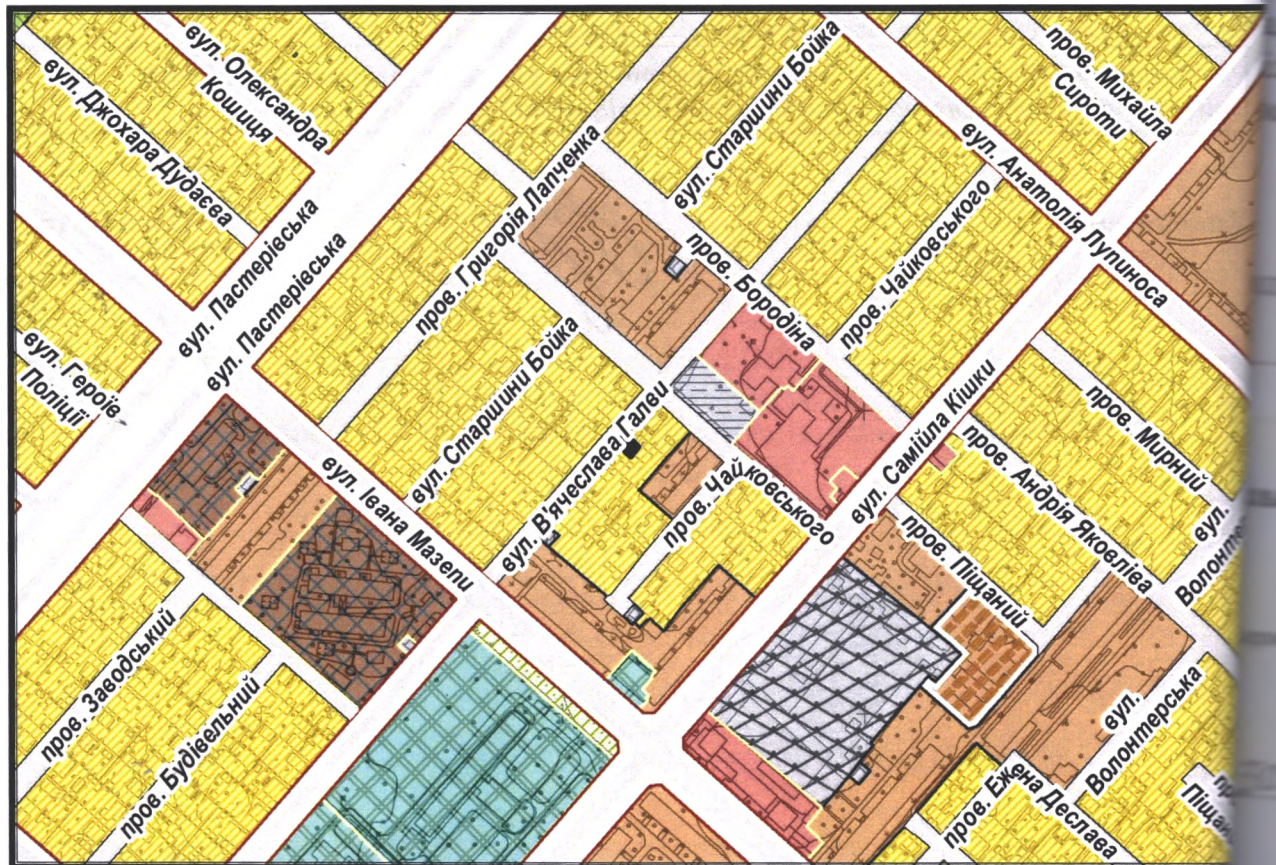 вул. Олександра
Кошиця
вул. Джохара Дудаєва
вул. Пастерівська
вул. Пастерівська
вул. Героїв
Поліції
пров. Григорія Лапченка
вул. Старшини Бойка
пров. Михайла
Сироти
вул. Анатолія Лупиноса
пров. Чайковського
пров. Бородіна
вул. Старшини Бойка
вул. В'ячеслава Галви
пров. Чайковського
вул. Самійла Кішки
пров. Мирний
пров. Андрія Яковліва
вул.
Волонте
пров. Піщаний
вул. Івана Мазепи
пров. Заводський
пров. Будівельний
вул.
Волонтерська
пров. Ежена Деслава
Піщан